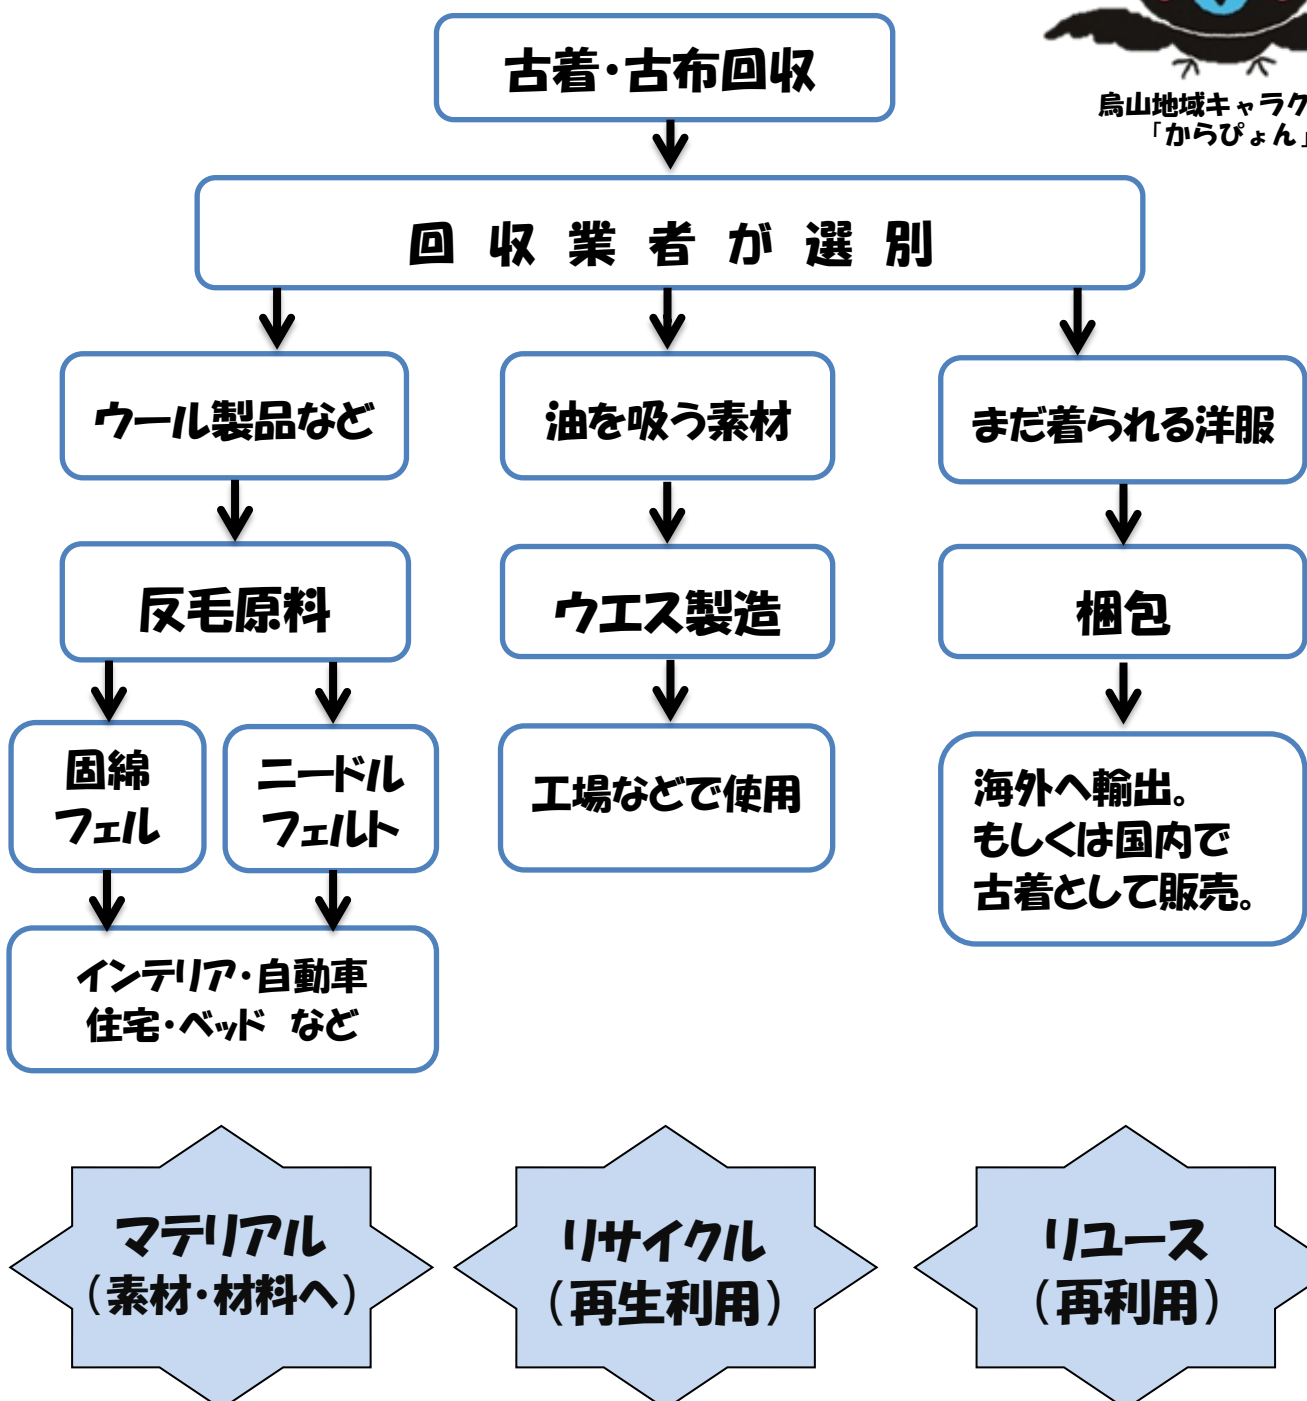 古着・古布回収
烏山地域キャラク
「からぴょん」
回収業者が選別
ウール製品など
油を吸う素材
まだ着られる洋服
反毛原料
ウエス製造
梱包
固綿
フェル
ニードル
フェルト
工場などで使用
海外へ輸出。
もしくは国内で
古着として販売。
インテリア・自動車
住宅・ベッド など
マテリアル
（素材・材料へ）
リサイクル
（再生利用）
リユース
（再利用）